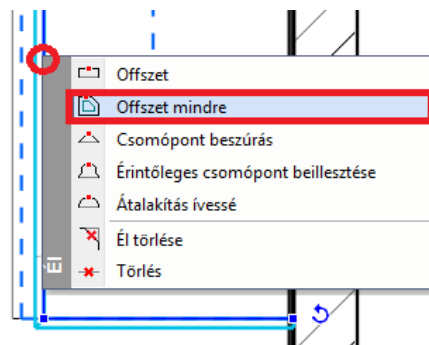 Offszet
Offszet mindre
Csomópont beszúrás
Érintőleges csomópont beillesztése
Átalakítás ívessé
Él törlése
Törlés
Él